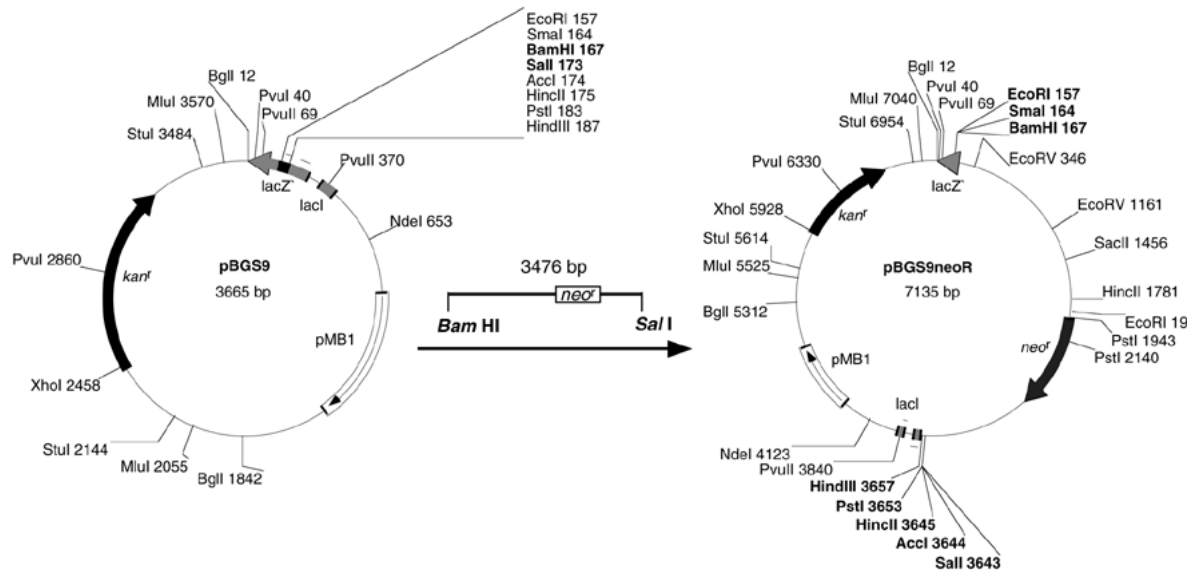 EcoRI 157
SmaI 164
BamHI 167
SalI 173
AccI 174
HincII 175
PstI 183
HindIII 187
BglI 12
PvuI 40
PvuII 69
MluI 3570
StuI 3484
PvuII 370
lacZ`
lacI
NdeI 653
PvuI 2860
kanr
pBGS9
3665 bp
pMB1
XhoI 2458
StuI 2144
MluI 2055
BglI 1842
3476 bp
neor
Bam HI
Sal I
BglI 12
PvuI 40
PvuII 69
EcoRI 157
SmaI 164
BamHI 167
MluI 7040
StuI 6954
EcoRV 346
lacZ`
PvuI 6330
kanr
EcoRV 1161
XhoI 5928
SacII 1456
StuI 5614
pBGS9neoR
7135 bp
MluI 5525
BglI 5312
HincII 1781
EcoRI 19
PstI 1943
PstI 2140
neor
pMB1
lacI
NdeI 4123
PvuII 3840
HindIII 3657
PstI 3653
HincII 3645
AccI 3644
SalI 3643